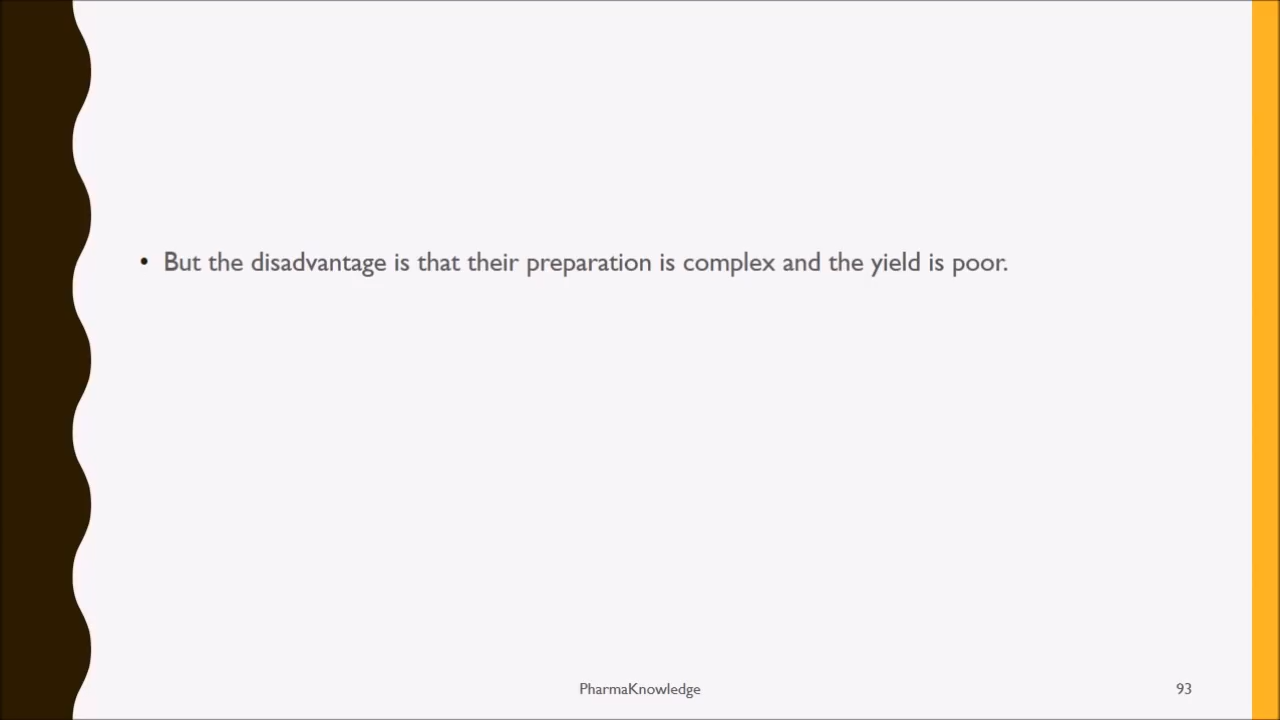 • But the disadvantage is that their preparation is complex and the yield is poor.
PharmaKnowledge
93